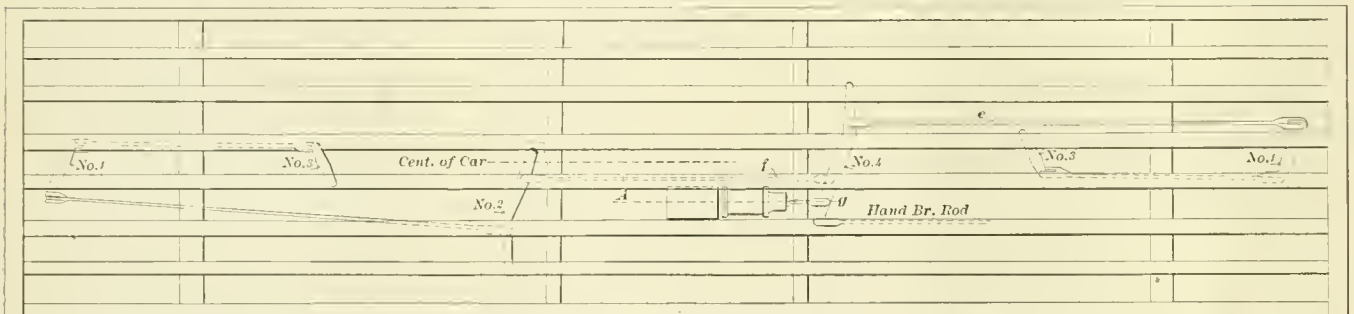 e
No.1
No.3
Cent. of Car
f
No.4
No.3
No.1
No.2
A
g
Hand Br. Rod